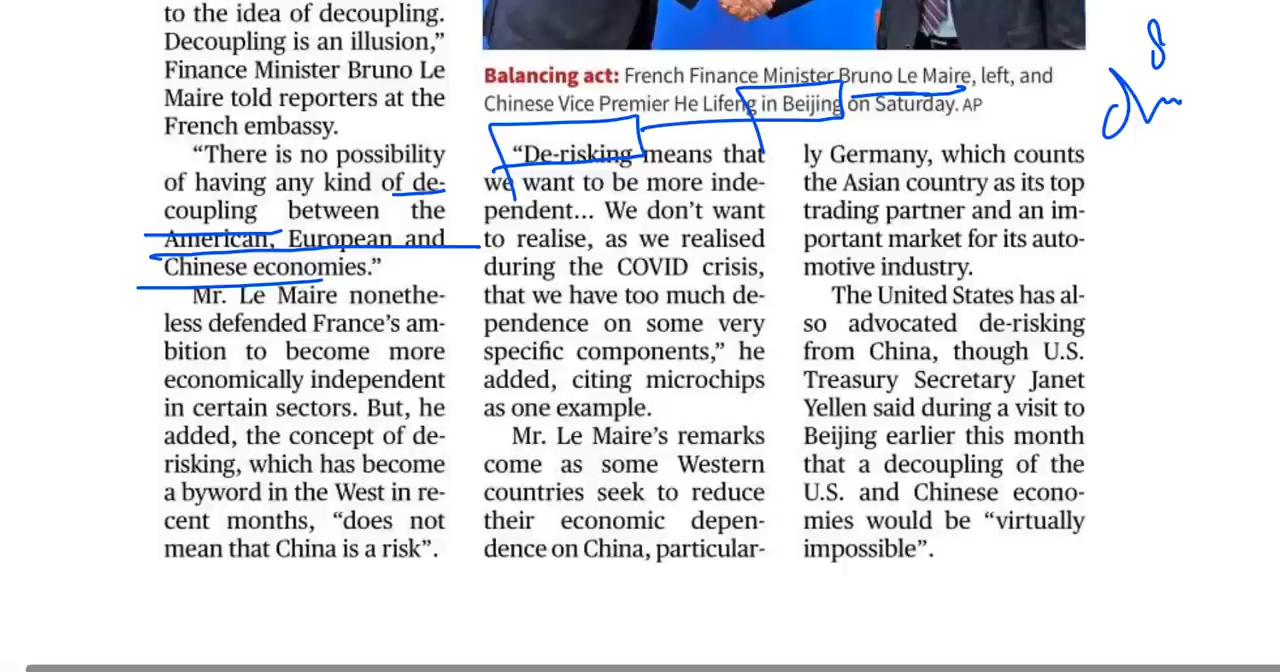 to the idea of decoupling.
Decoupling is an illusion,”
Finance Minister Bruno Le
Maire told reporters at the
French embassy.
“There is no possibility
of having any kind of de-
coupling between the
American, European and
Chinese economies.”
Mr. Le Maire nonethe-
less defended France’s am-
bition to become more
economically independent
in certain sectors. But, he
added, the concept of de-
risking, which has become
a byword in the West in re-
cent months, “does not
mean that China is a risk”.
Balancing act: French Finance Minister Bruno Le Maire, left, and
Chinese Vice Premier He Lifeng in Beijing on Saturday. AP
“De-risking means that
we want to be more inde-
pendent... We don’t want
to realise, as we realised
during the COVID crisis,
that we have too much de-
pendence on some very
specific components,” he
added, citing microchips
as one example.
Mr. Le Maire’s remarks
come as some Western
countries seek to reduce
their economic depen-
dence on China, particular-
ly Germany, which counts
the Asian country as its top
trading partner and an im-
portant market for its auto-
motive industry.
The United States has al-
so advocated de-risking
from China, though U.S.
Treasury Secretary Janet
Yellen said during a visit to
Beijing earlier this month
that a decoupling of the
U.S. and Chinese econo-
mies would be “virtually
impossible”.